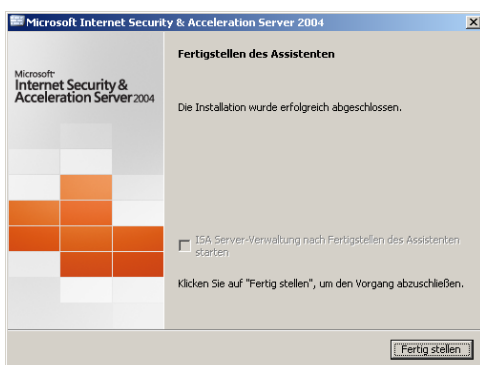 Microsoft Internet Security & Acceleration Server 2004
Microsoft
Internet Security &
Acceleration Server 2004
Fertigstellen des Assistenten
Die Installation wurde erfolgreich abgeschlossen.
ISA Server-Verwaltung nach Fertigstellen des Assistenten
starten
Klicken Sie auf "Fertig stellen", um den Vorgang abzuschließen.
Fertig stellen